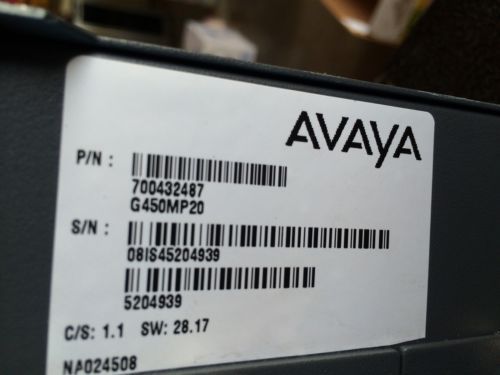 AVAYA
P/N :
700432487
G450MP20
S/N :
08IS45204939
5204939
C/S: 1.1 SW: 28.17
NA024508